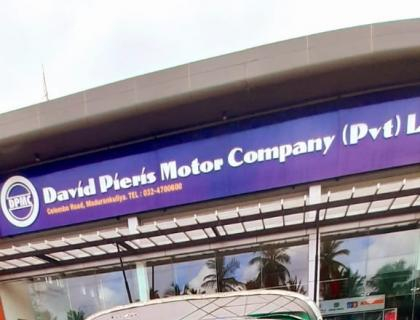 DPMC
David Pieris Motor Company (Pvt) L
Colombo Road, Madurankuliya. TEL : 032-4700600